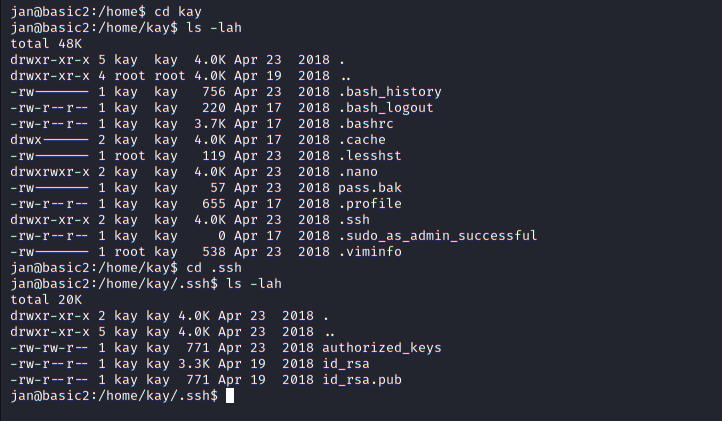 jan@basic2:/home$ cd kay
jan@basic2:/home/kay$ ls -lah
total 48K
drwxr-xr-x 5 kay  kay  4.0K Apr 23  2018 .
drwxr-xr-x 4 root root 4.0K Apr 19  2018 ..
-rw------- 1 kay  kay   756 Apr 23  2018 .bash_history
-rw-r--r-- 1 kay  kay   220 Apr 17  2018 .bash_logout
-rw-r--r-- 1 kay  kay  3.7K Apr 17  2018 .bashrc
drwx------ 2 kay  kay  4.0K Apr 17  2018 .cache
-rw------- 1 root kay   119 Apr 23  2018 .lesshst
drwxrwxr-x 2 kay  kay  4.0K Apr 23  2018 .nano
-rw------- 1 kay  kay    57 Apr 23  2018 pass.bak
-rw-r--r-- 1 kay  kay   655 Apr 17  2018 .profile
drwxr-xr-x 2 kay  kay  4.0K Apr 23  2018 .ssh
-rw-r--r-- 1 kay  kay     0 Apr 17  2018 .sudo_as_admin_successful
-rw------- 1 root kay   538 Apr 23  2018 .viminfo
jan@basic2:/home/kay$ cd .ssh
jan@basic2:/home/kay/.ssh$ ls -lah
total 20K
drwxr-xr-x 2 kay kay 4.0K Apr 23  2018 .
drwxr-xr-x 5 kay kay 4.0K Apr 23  2018 ..
-rw-rw-r-- 1 kay kay  771 Apr 23  2018 authorized_keys
-rw-r--r-- 1 kay kay 3.3K Apr 19  2018 id_rsa
-rw-r--r-- 1 kay kay  771 Apr 19  2018 id_rsa.pub
jan@basic2:/home/kay/.ssh$